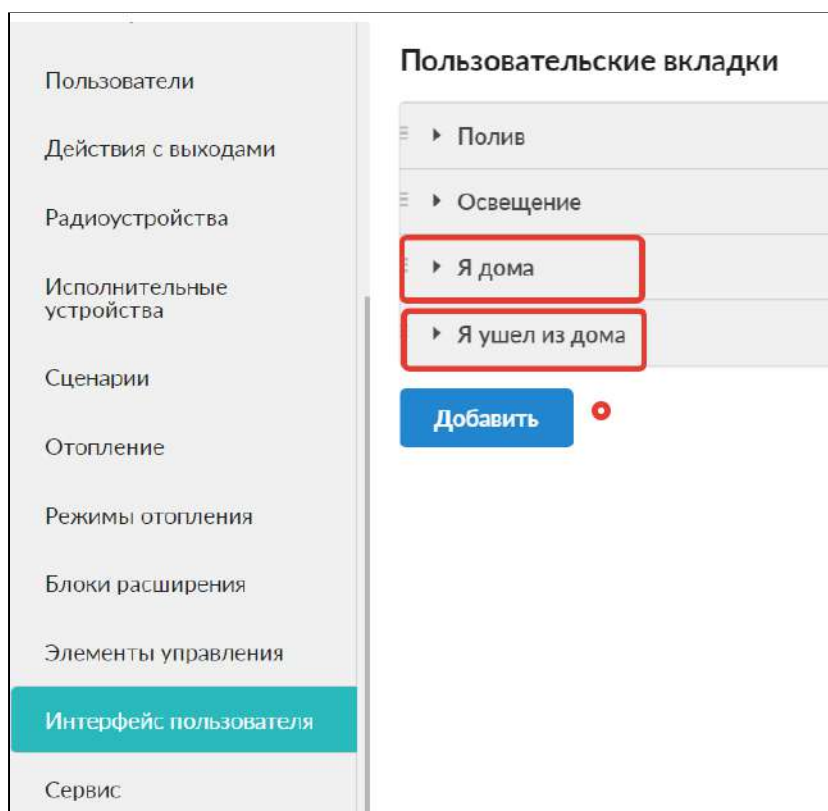 Пользователи
Действия с выходами
Радиоустройства
Исполнительные
устройства
Сценарии
Отопление
Режимы отопления
Блоки расширения
Элементы управления
Интерфейс пользователя
Сервис
Пользовательские вкладки
Полив
Освещение
Я дома
Я ушел из дома
Добавить